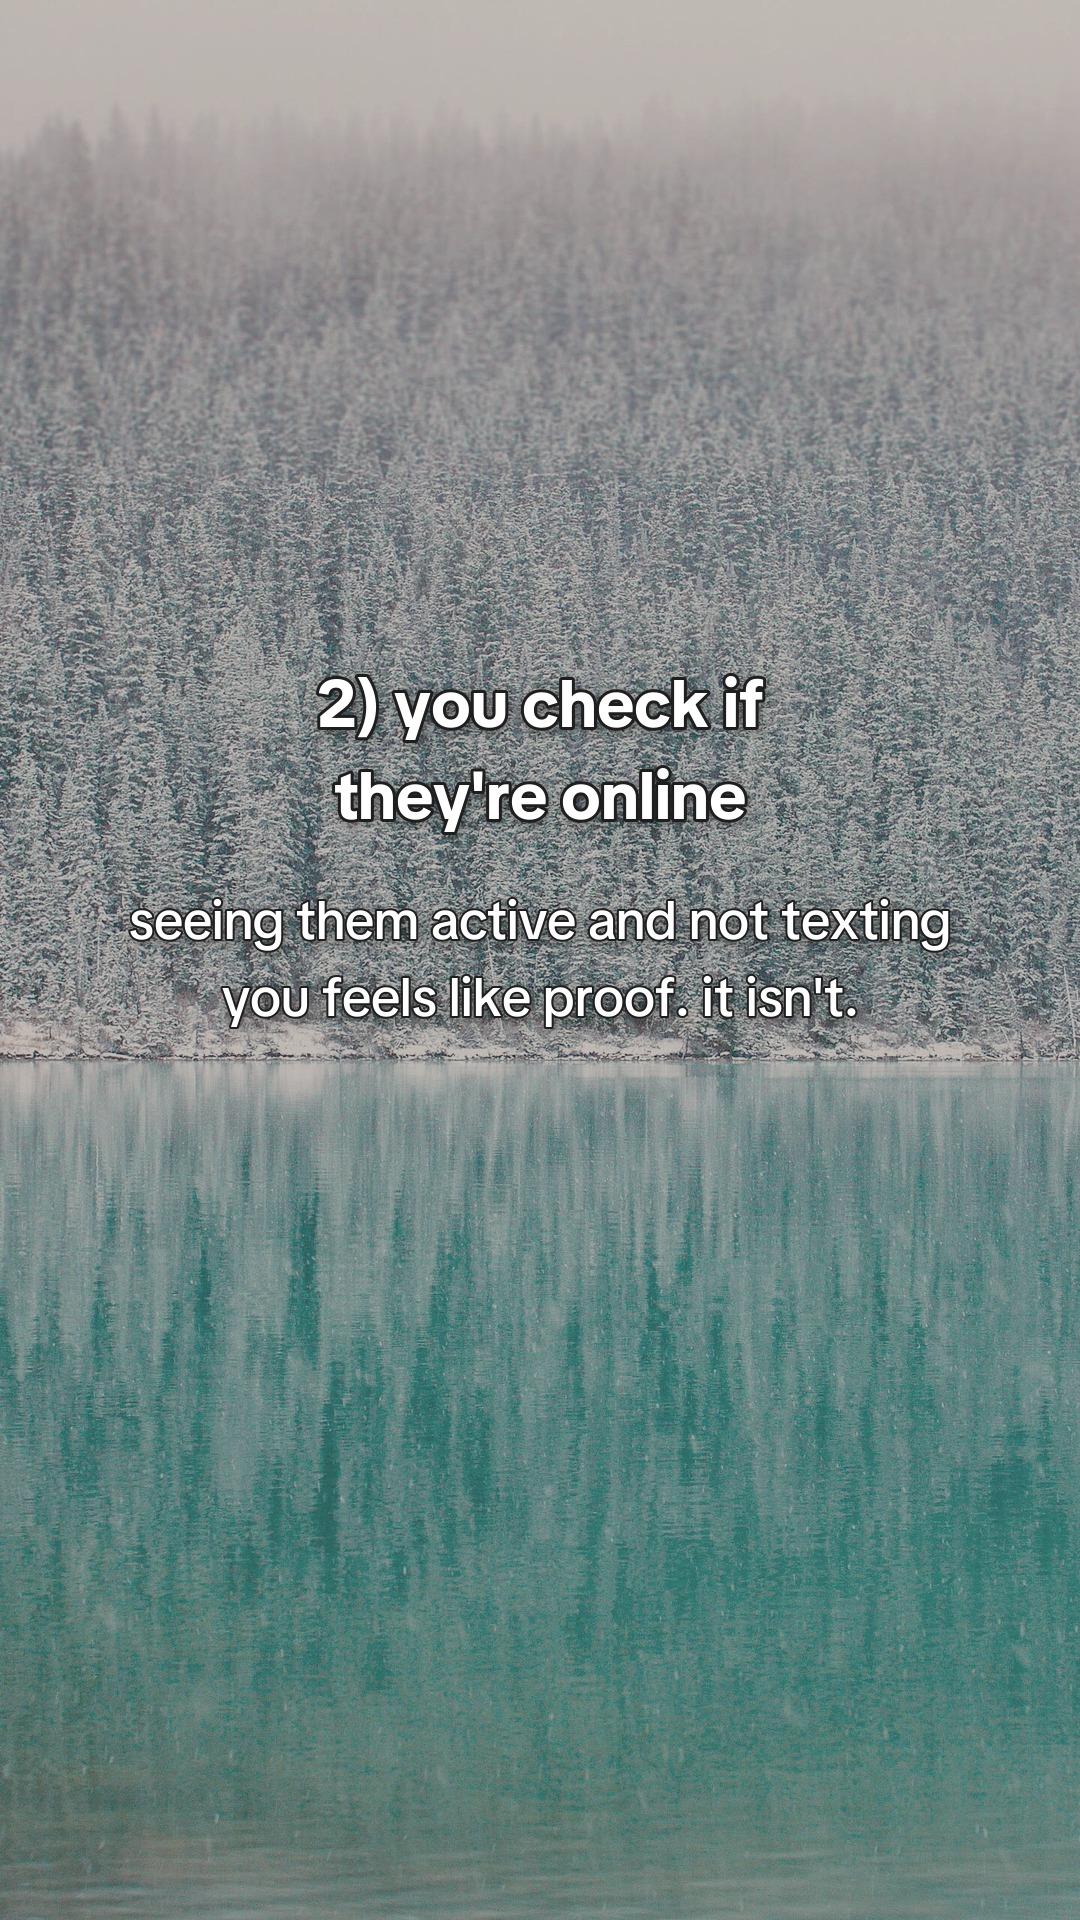 2) you check if
they're online
seeing them active and not texting
you feels like proof. it isn't.